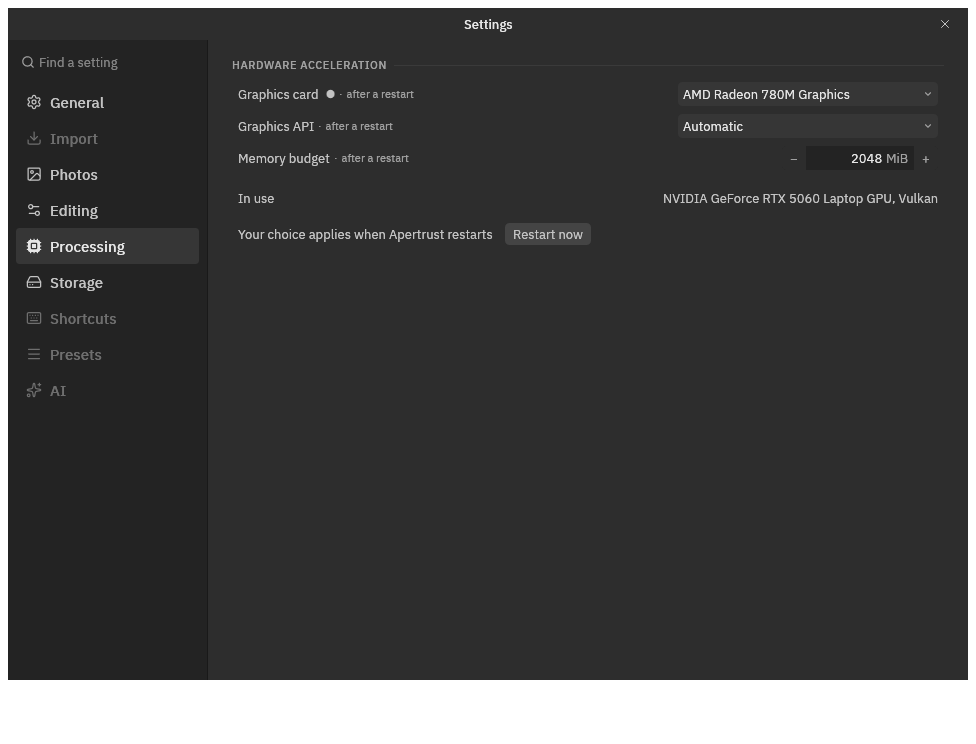 Settings
Find a setting
General
Import
Photos
Editing
Processing
Storage
Shortcuts
Presets
AI
HARDWARE ACCELERATION
Graphics card · after a restart
AMD Radeon 780M Graphics
Graphics API · after a restart
Automatic
Memory budget · after a restart
− 2048 MiB +
In use
NVIDIA GeForce RTX 5060 Laptop GPU, Vulkan
Your choice applies when Apertrust restarts
Restart now